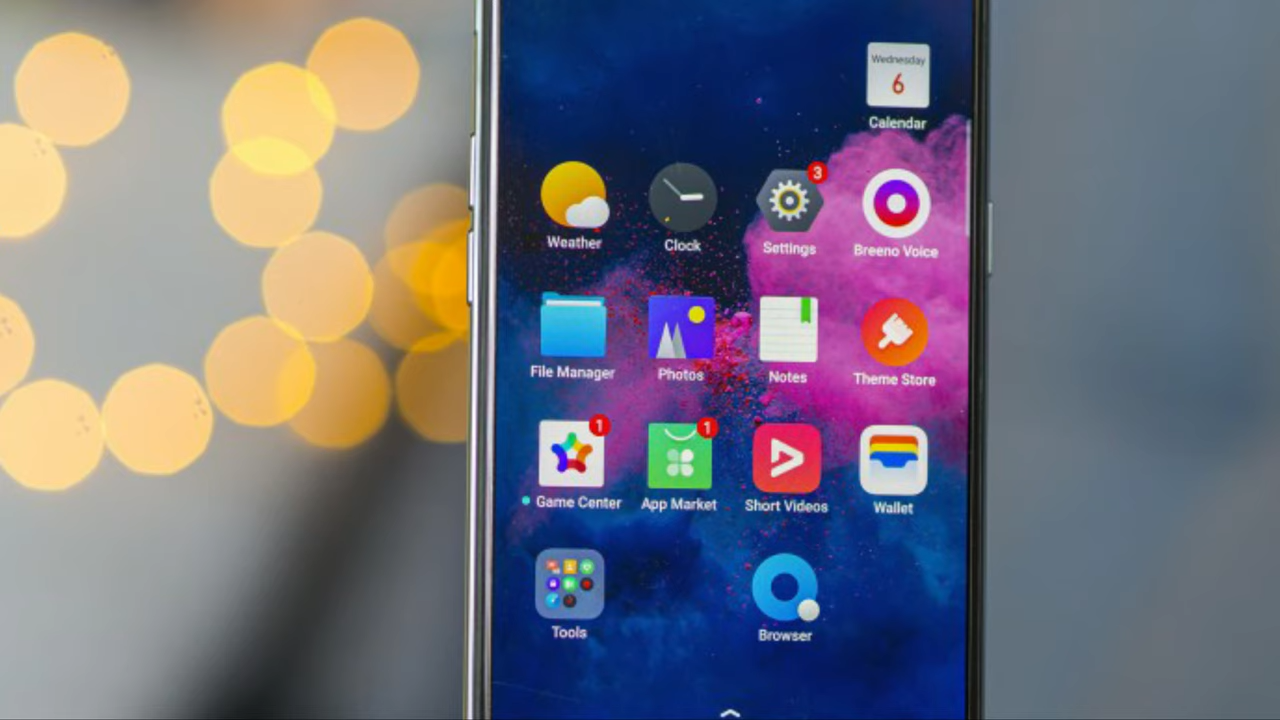 Wednesday
6
Calendar
Weather
Clock
3
Settings
Breeno Voice
File Manager
Photos
Notes
Theme Store
1
Game Center
1
App Market
Short Videos
Wallet
Tools
Browser